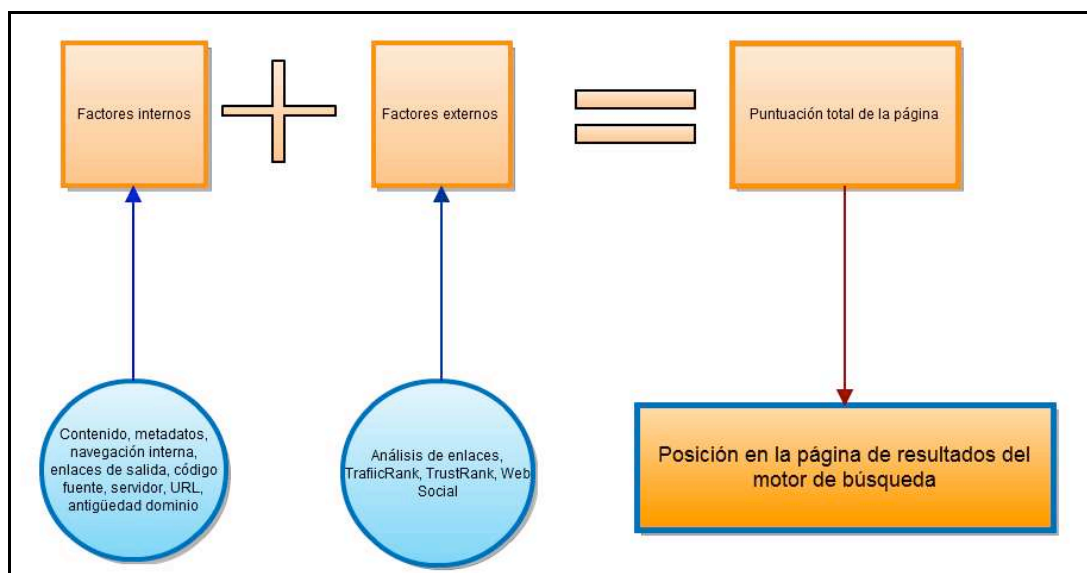 Factores internos
Factores externos
Puntuación total de la página
Contenido, metadatos,
navegación interna,
enlaces de salida, código
fuente, servidor, URL,
antigüedad dominio
Análisis de enlaces,
TrafiicRank, TrustRank, Web
Social
Posición en la página de resultados del
motor de búsqueda